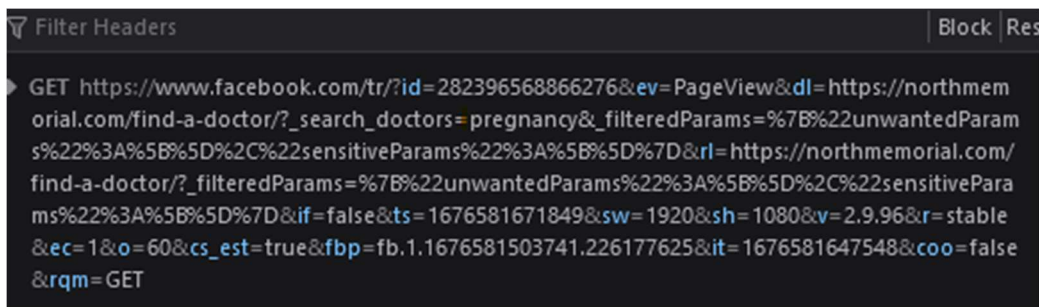 Filter Headers Block Res
GET https://www.facebook.com/tr/?id=282396568866276&ev=PageView&dl=https://northmem
orial.com/find-a-doctor/?_search_doctors=pregnancy&_filteredParams=%7B%22unwantedParam
s%22%3A%5B%5D%2C%22sensitiveParams%22%3A%5B%5D%7D&rl=https://northmemorial.com/
find-a-doctor/?_filteredParams=%7B%22unwantedParams%22%3A%5B%5D%2C%22sensitivePara
ms%22%3A%5B%5D%7D&if=false&ts=1676581671849&sw=1920&sh=1080&v=2.9.96&r=stable
&ec=1&o=60&cs_est=true&fbp=fb.1.1676581503741.226177625&it=1676581647548&coo=false
&rqm=GET